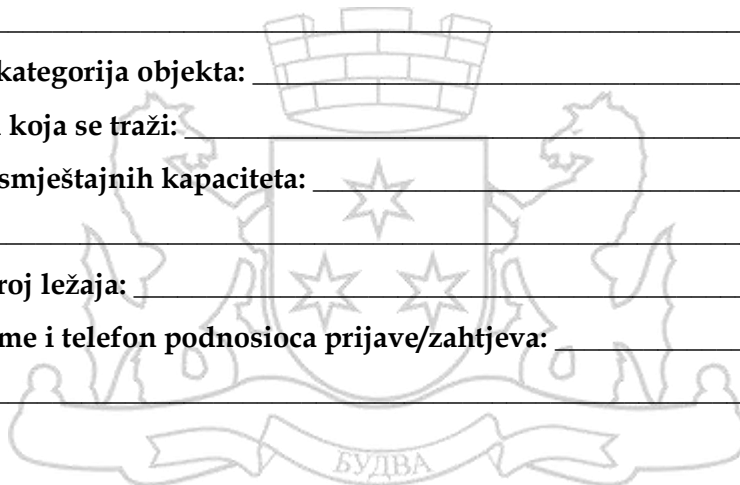 kategorija objekta:
koja se traži:
smještajnih kapaciteta:
roj ležaja:
me i telefon podnosioca prijave/zahtjeva:
БУДВА